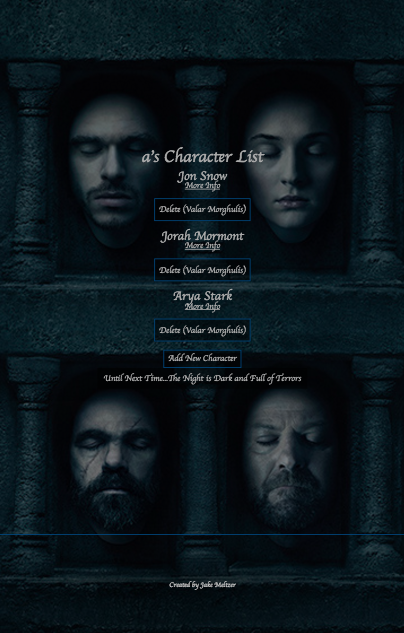 a's Character List
Jon Snow
More Info
Delete (Valar Morghulis)
Jorah Mormont
More Info
Delete (Valar Morghulis)
Arya Stark
More Info
Delete (Valar Morghulis)
Add New Character
Until Next Time...The Night is Dark and Full of Terrors
Created by Jake Meltzer